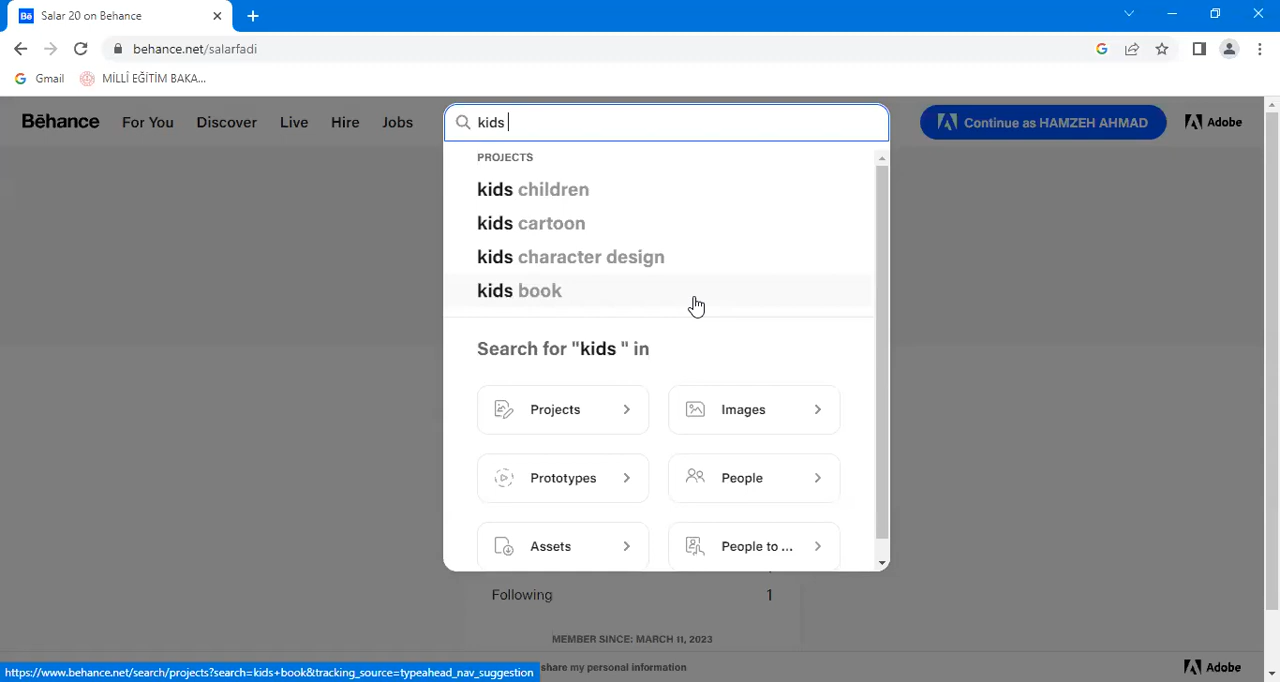 Bē Salar 20 on Behance
behance.net/salarfadi
Gmail MİLLÎ EĞİTİM BAKA...
Bēhance For You Discover Live Hire Jobs kids Continue as HAMZEH AHMAD Adobe
PROJECTS
kids children
kids cartoon
kids character design
kids book
Search for "kids " in
Projects Images
Prototypes People
Assets People to ...
Following 1
MEMBER SINCE: MARCH 11, 2023
https://www.behance.net/search/projects?search=kids+book&tracking_source=typeahead_nav_suggestion share my personal information Adobe